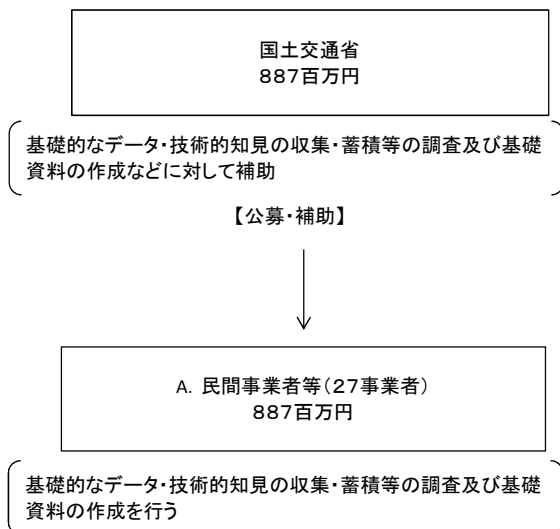 国土交通省
887百万円
基礎的なデータ・技術的知見の収集・蓄積等の調査及び基礎
資料の作成などに対して補助
【公募・補助】
A. 民間事業者等(27事業者)
887百万円
基礎的なデータ・技術的知見の収集・蓄積等の調査及び基礎
資料の作成を行う